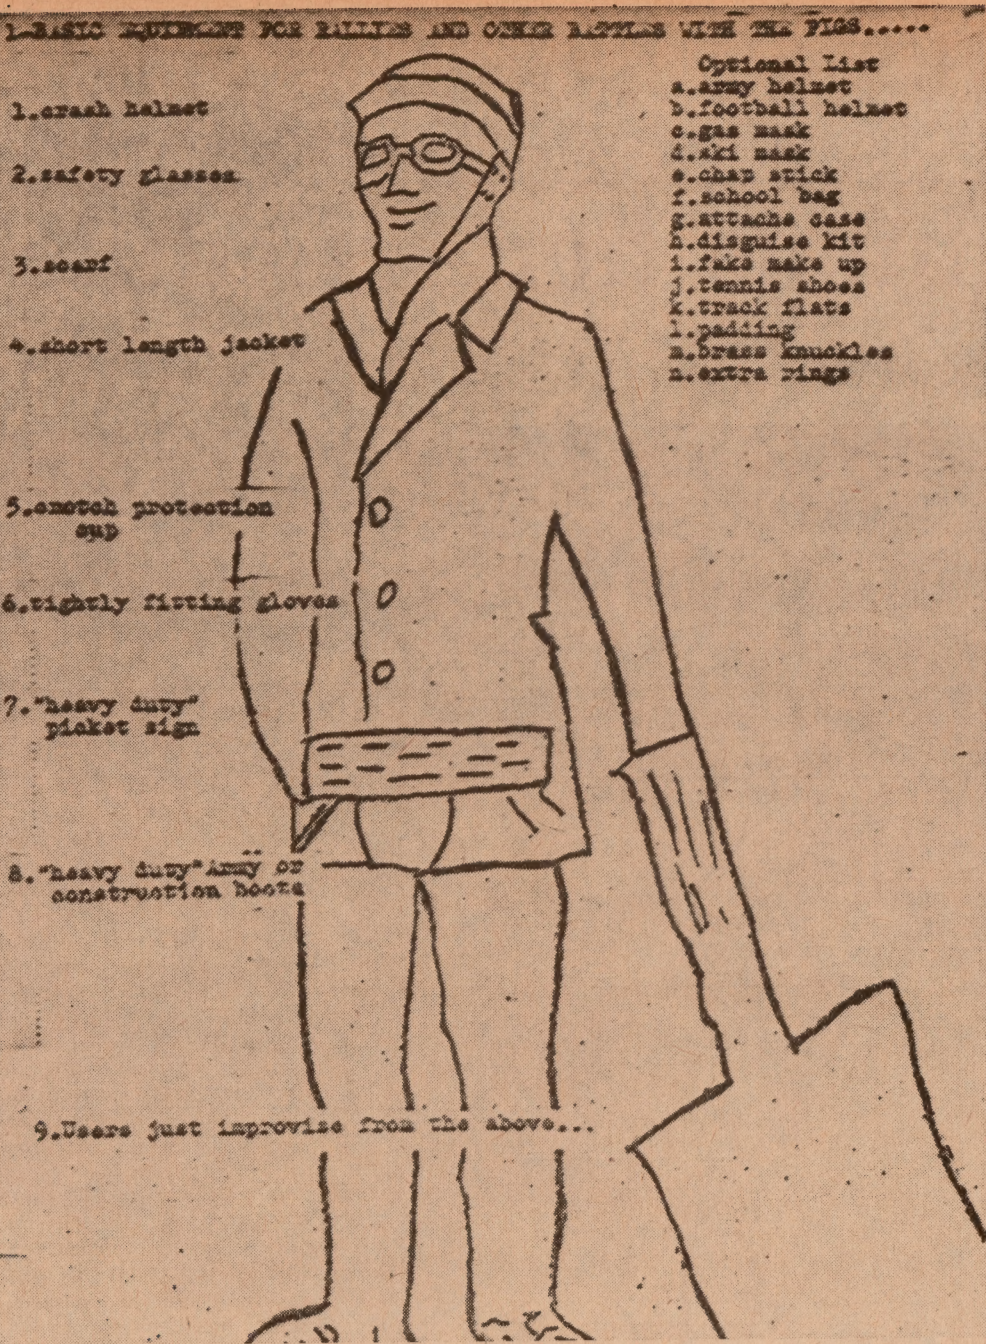 1-BASIC EQUIPMENT FOR RALLIES AND OTHER BATTLES WITH THE PIGS.....
1.crash helmet
2.safety glasses
3.scarf
4.short length jacket
5.crotch protection
cup
6.tightly fitting gloves
7."heavy duty"
picket sign
8."heavy duty"Army or
construction boots
9.Users just improvise from the above...
Optional List
a.army helmet
b.football helmet
c.gas mask
d.ski mask
e.chap stick
f.school bag
g.attache case
h.disguise kit
i.fake make up
j.tennis shoes
k.track flats
l.padding
m.brass knuckles
n.extra rings